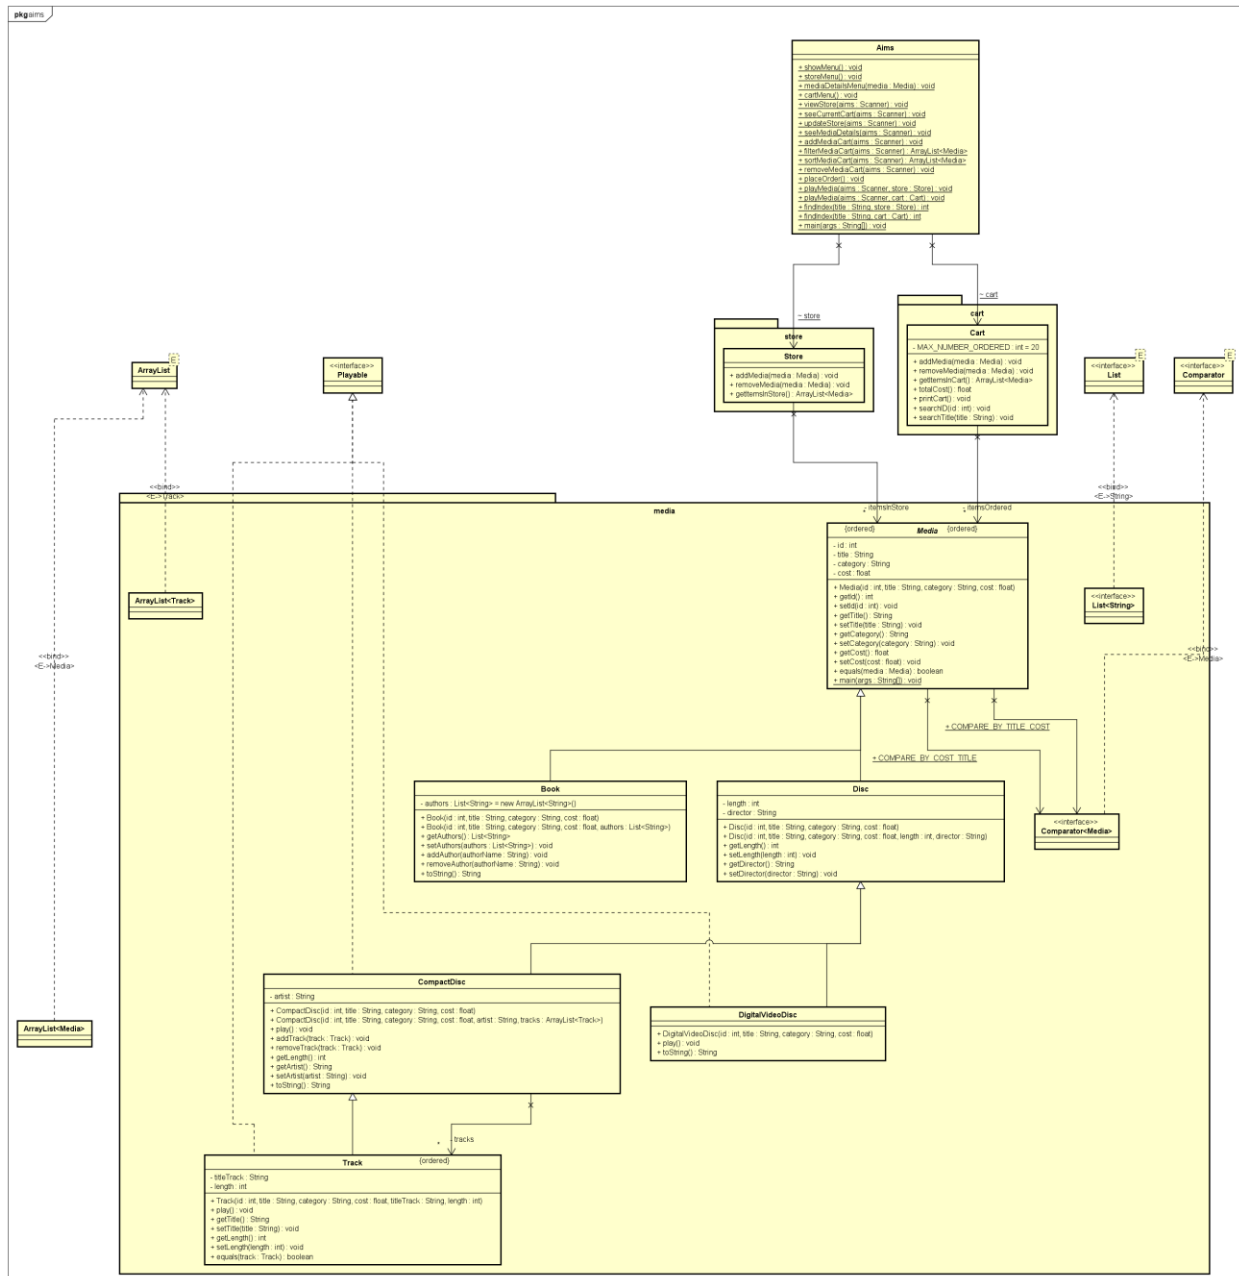 pkg aims
Aims
+ showMenu() : void
+ storeMenu() : void
+ mediaDetailsMenu(media : Media) : void
+ cartMenu() : void
+ viewStore(aims : Scanner) : void
+ seeCurrentCart(aims : Scanner) : void
+ updateStore(aims : Scanner) : void
+ seeMediaDetails(aims : Scanner) : void
+ addMediaCart(aims : Scanner) : void
+ filterMediaCart(aims : Scanner) : ArrayList<Media>
+ sortMediaCart(aims : Scanner) : ArrayList<Media>
+ removeMediaCart(aims : Scanner) : void
+ placeOrder() : void
+ playMedia(aims : Scanner, store : Store) : void
+ playMedia(aims : Scanner, cart : Cart) : void
+ findIndex(title : String, store : Store) : int
+ findIndex(title : String, cart : Cart) : int
+ main(args : String[]) : void
~ store
~ cart
store
Store
+ addMedia(media : Media) : void
+ removeMedia(media : Media) : void
+ getItemsInStore() : ArrayList<Media>
cart
Cart
- MAX_NUMBER_ORDERED : int = 20
+ addMedia(media : Media) : void
+ removeMedia(media : Media) : void
+ getItemsInCart() : ArrayList<Media>
+ totalCost() : float
+ printCart() : void
+ searchID(id : int) : void
+ searchTitle(title : String) : void
E
ArrayList
<<interface>>
Playable
E
<<interface>>
List
E
<<interface>>
Comparator
<<bind>>
<E->Track>
<<bind>>
<E->String>
media
- itemsInStore
*
- itemsOrdered
*
{ordered}
{ordered}
Media
- id : int
- title : String
- category : String
- cost : float
+ Media(id : int, title : String, category : String, cost : float)
+ getId() : int
+ setId(id : int) : void
+ getTitle() : String
+ setTitle(title : String) : void
+ getCategory() : String
+ setCategory(category : String) : void
+ getCost() : float
+ setCost(cost : float) : void
+ equals(media : Media) : boolean
+ main(args : String[]) : void
ArrayList<Track>
<<interface>>
List<String>
<<bind>>
<E->Media>
<<bind>>
<E->Media>
+ COMPARE_BY_TITLE_COST
+ COMPARE_BY_COST_TITLE
Book
- authors : List<String> = new ArrayList<String>()
+ Book(id : int, title : String, category : String, cost : float)
+ Book(id : int, title : String, category : String, cost : float, authors : List<String>)
+ getAuthors() : List<String>
+ setAuthors(authors : List<String>) : void
+ addAuthor(authorName : String) : void
+ removeAuthor(authorName : String) : void
+ toString() : String
Disc
- length : int
- director : String
+ Disc(id : int, title : String, category : String, cost : float)
+ Disc(id : int, title : String, category : String, cost : float, length : int, director : String)
+ getLength() : int
+ setLength(length : int) : void
+ getDirector() : String
+ setDirector(director : String) : void
<<interface>>
Comparator<Media>
CompactDisc
- artist : String
+ CompactDisc(id : int, title : String, category : String, cost : float)
+ CompactDisc(id : int, title : String, category : String, cost : float, artist : String, tracks : ArrayList<Track>)
+ play() : void
+ addTrack(track : Track) : void
+ removeTrack(track : Track) : void
+ getLength() : int
+ getArtist() : String
+ setArtist(artist : String) : void
+ toString() : String
DigitalVideoDisc
+ DigitalVideoDisc(id : int, title : String, category : String, cost : float)
+ play() : void
+ toString() : String
ArrayList<Media>
*
- tracks
{ordered}
Track
- titleTrack : String
- length : int
+ Track(id : int, title : String, category : String, cost : float, titleTrack : String, length : int)
+ play() : void
+ getTitle() : String
+ setTitle(title : String) : void
+ getLength() : int
+ setLength(length : int) : void
+ equals(track : Track) : boolean